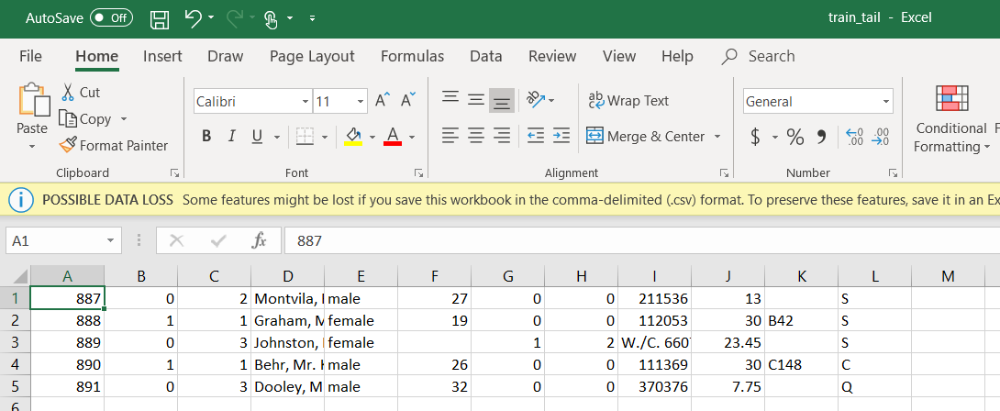 AutoSave Off train_tail - Excel
File Home Insert Draw Page Layout Formulas Data Review View Help Search
Paste Cut Copy Format Painter
Calibri 11 A^ Aˇ
B I U A
ab Wrap Text
Merge & Center
General
$ % , ←0 .00 .00 →0
Conditional
Formatting
Clipboard Font Alignment Number
POSSIBLE DATA LOSS Some features might be lost if you save this workbook in the comma-delimited (.csv) format. To preserve these features, save it in an Ex
A1 fx 887
A B C D E F G H I J K L M
1 887 0 2 Montvila, male 27 0 0 211536 13 S
2 888 1 1 Graham, M female 19 0 0 112053 30 B42 S
3 889 0 3 Johnston, female 1 2 W./C. 660 23.45 S
4 890 1 1 Behr, Mr. male 26 0 0 111369 30 C148 C
5 891 0 3 Dooley, M male 32 0 0 370376 7.75 Q
6